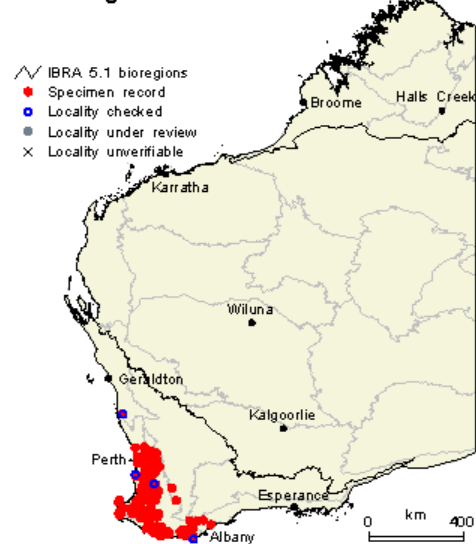 IBRA 5.1 bioregions
Specimen record
Locality checked
Locality under review
Locality unverifiable
Broome
Halls Creek
Karratha
Wiluna
Geraldton
Kalgoorlie
Perth
Esperance
Albany
km
0 400